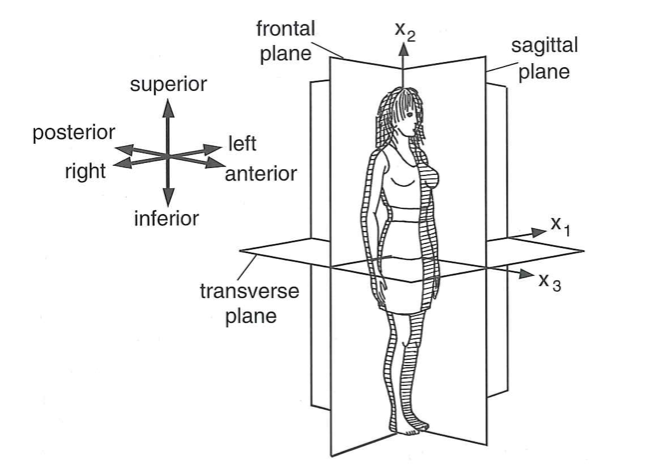 frontal
plane
x2
sagittal
plane
superior
posterior
left
right
anterior
inferior
x1
x3
transverse
plane